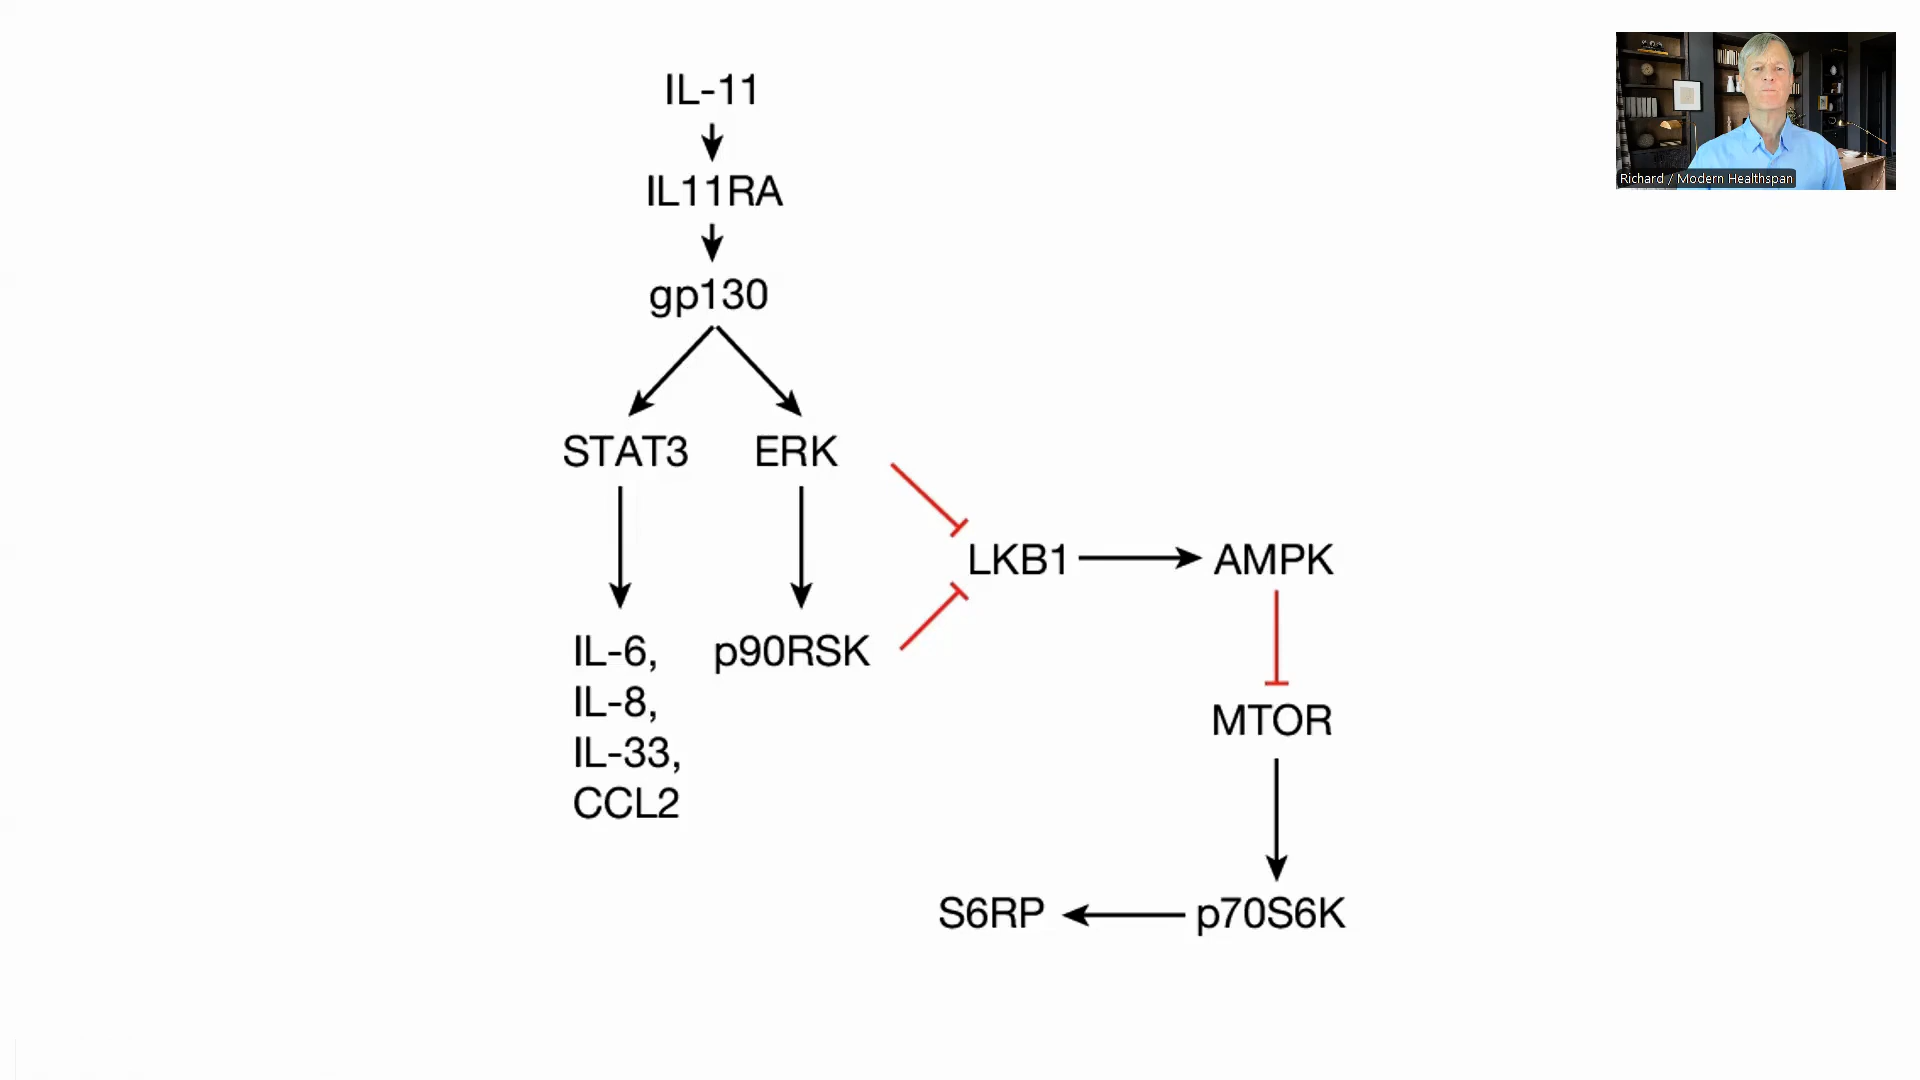 IL-11
IL11RA
gp130
STAT3 ERK
LKB1 AMPK
IL-6, p90RSK
IL-8,
IL-33,
CCL2
MTOR
S6RP p70S6K
Richard / Modern Healthspan